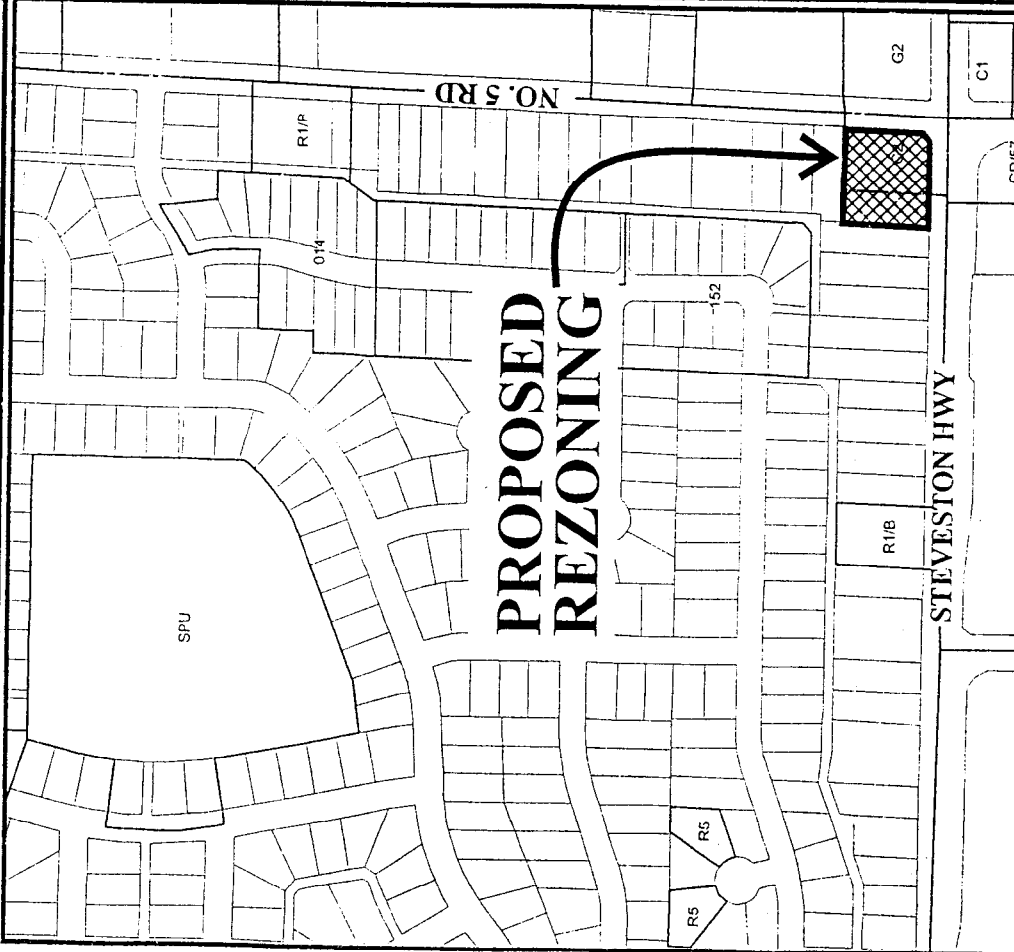 G2
C1
NO. 5 RD
R1/B
014
152
PROPOSED
REZONING
SPU
R1/B
STEVESTON HWY
R5
R5